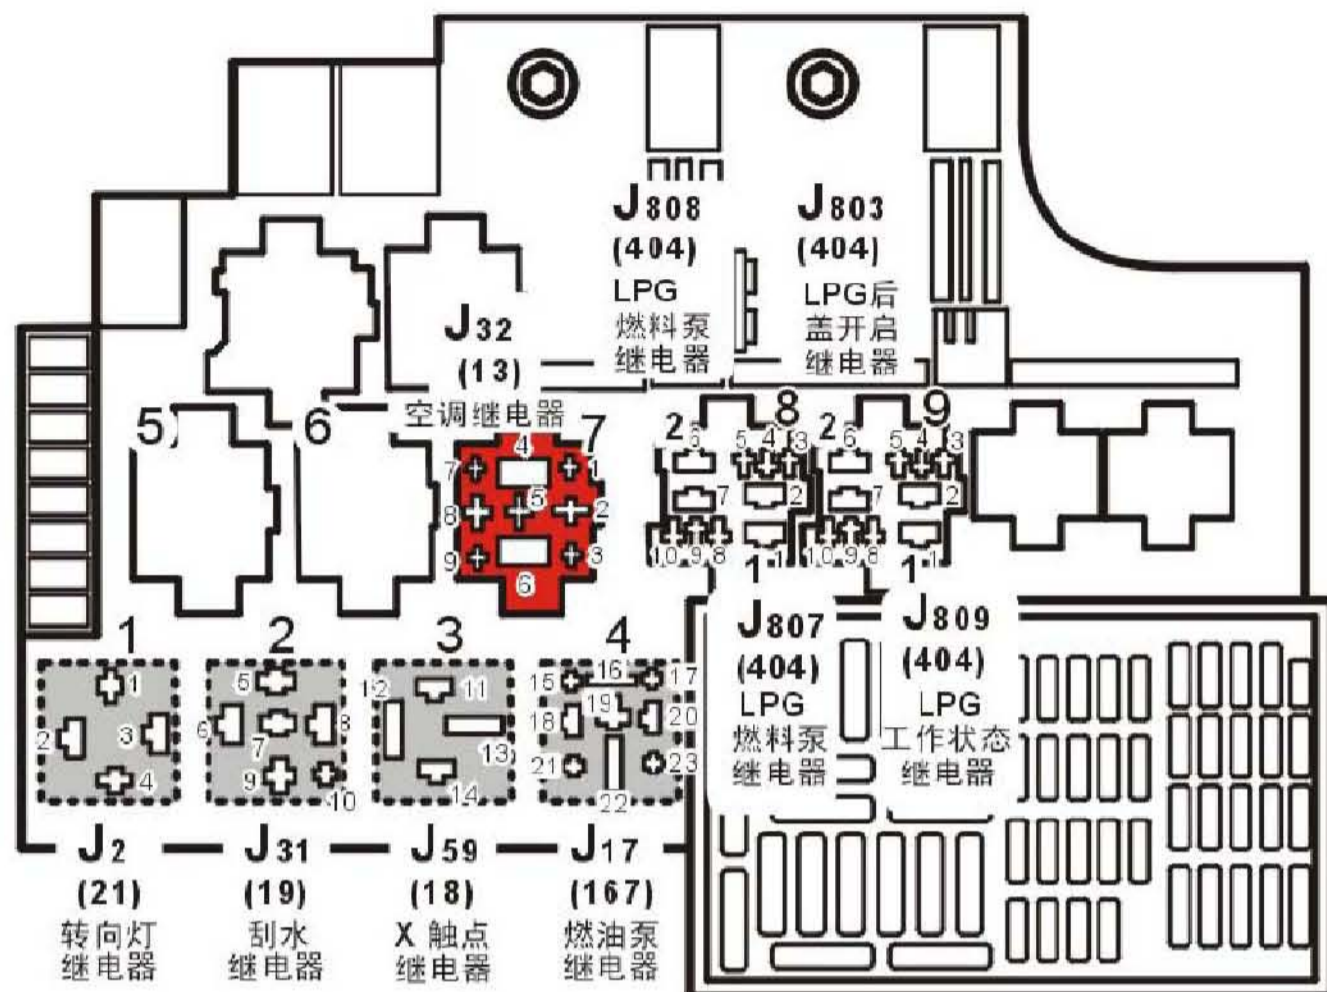 J808
(404)
LPG
燃料泵
继电器
J803
(404)
LPG后
盖开启
继电器
J32
(13)
空调继电器
5
6
7
4
7
1
5
8
2
9
3
6
8
2
6
5
4
3
7
2
10
9
8
1
1
9
2
6
5
4
3
7
2
10
9
8
1
1
J807
(404)
LPG
燃料泵
继电器
J809
(404)
LPG
工作状态
继电器
1
1
2
3
4
2
5
6
7
8
9
10
3
11
12
13
14
4
15
16
17
18
19
20
21
22
23
J2
(21)
转向灯
继电器
J31
(19)
刮水
继电器
J59
(18)
X 触点
继电器
J17
(167)
燃油泵
继电器